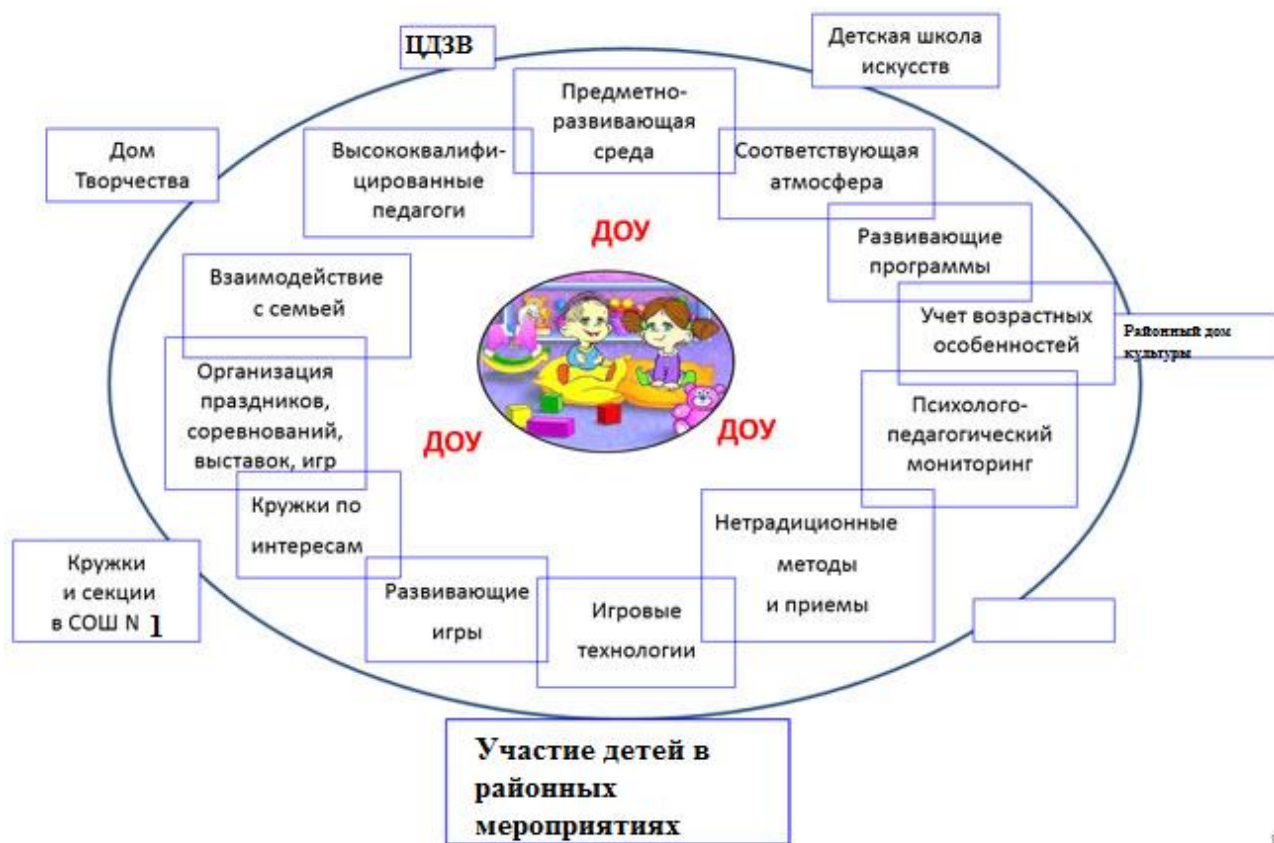 ЦДЗВ
Детская школа
искусств
Предметно-
развивающая
среда
Дом
Творчества
Высококвалифи-
цированные
педагоги
Соответствующая
атмосфера
ДОУ
Развивающие
программы
Взаимодействие
с семьей
Учет возрастных
особенностей
Районный дом
культуры
Организация
праздников,
соревнований,
выставок, игр
ДОУ
ДОУ
Психолого-
педагогический
мониторинг
Кружки по
интересам
Нетрадиционные
методы
и приемы
Кружки
и секции
в СОШ N 1
Развивающие
игры
Игровые
технологии
Участие детей в
районных
мероприятиях
1